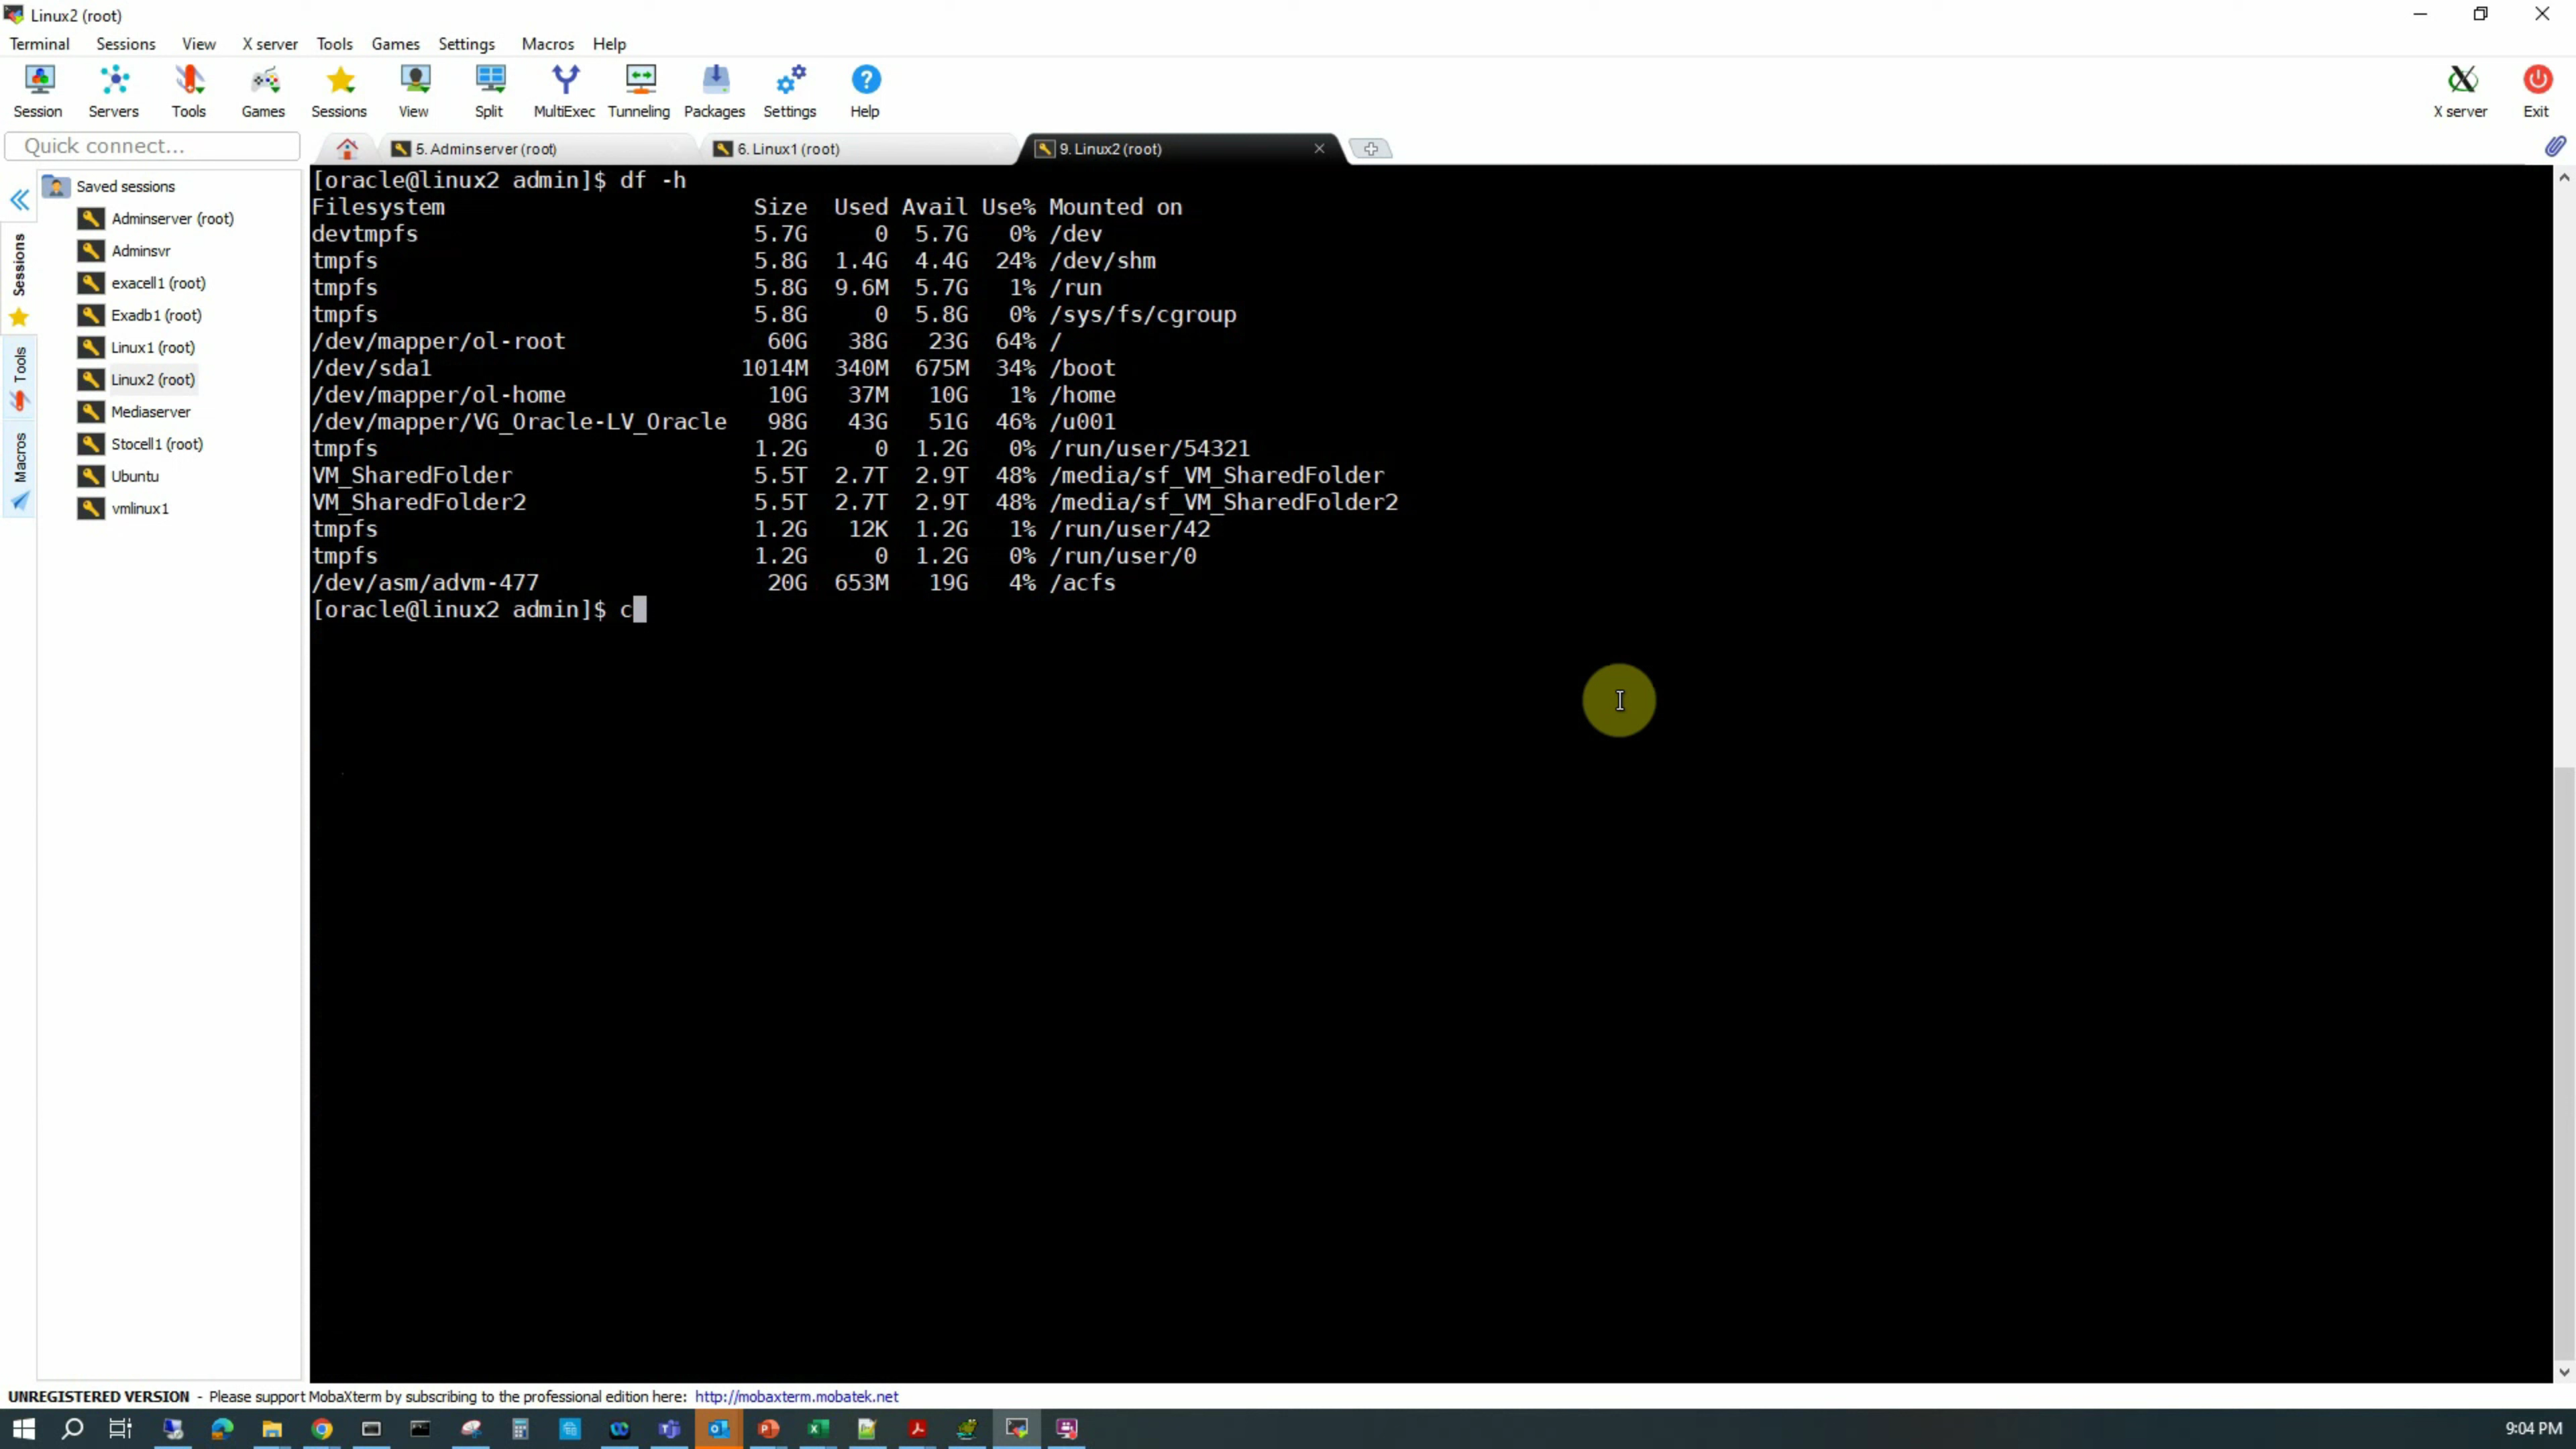 Linux2 (root)
Terminal Sessions View X server Tools Games Settings Macros Help
Session Servers Tools Games Sessions View Split MultiExec Tunneling Packages Settings Help X server Exit
Quick connect...
5. Adminserver (root) 6. Linux1 (root) 9. Linux2 (root)
Sessions
Tools
Macros
Saved sessions
Adminserver (root)
Adminsvr
exacell1 (root)
Exadb1 (root)
Linux1 (root)
Linux2 (root)
Mediaserver
Stocell1 (root)
Ubuntu
vmlinux1
[oracle@linux2 admin]$ df -h
Filesystem Size Used Avail Use% Mounted on
devtmpfs 5.7G 0 5.7G 0% /dev
tmpfs 5.8G 1.4G 4.4G 24% /dev/shm
tmpfs 5.8G 9.6M 5.7G 1% /run
tmpfs 5.8G 0 5.8G 0% /sys/fs/cgroup
/dev/mapper/ol-root 60G 38G 23G 64% /
/dev/sda1 1014M 340M 675M 34% /boot
/dev/mapper/ol-home 10G 37M 10G 1% /home
/dev/mapper/VG_Oracle-LV_Oracle 98G 43G 51G 46% /u001
tmpfs 1.2G 0 1.2G 0% /run/user/54321
VM_SharedFolder 5.5T 2.7T 2.9T 48% /media/sf_VM_SharedFolder
VM_SharedFolder2 5.5T 2.7T 2.9T 48% /media/sf_VM_SharedFolder2
tmpfs 1.2G 12K 1.2G 1% /run/user/42
tmpfs 1.2G 0 1.2G 0% /run/user/0
/dev/asm/advm-477 20G 653M 19G 4% /acfs
[oracle@linux2 admin]$ c
UNREGISTERED VERSION - Please support MobaXterm by subscribing to the professional edition here: http://mobaxterm.mobatek.net
9:04 PM